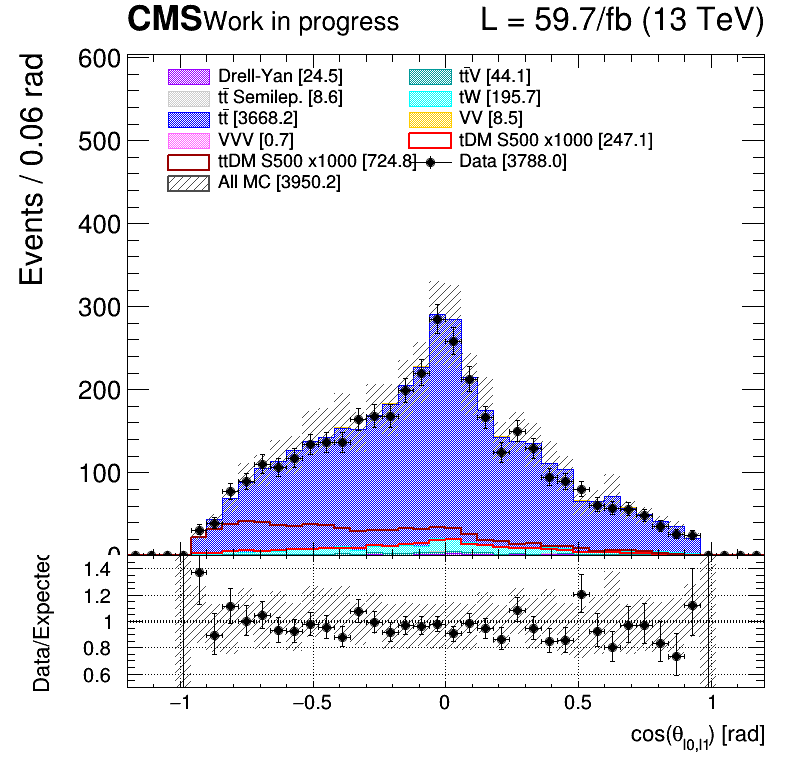 CMS Work in progress L = 59.7/fb (13 TeV)
Events / 0.06 rad
600
500
400
300
200
100
0
Drell-Yan [24.5]
tt̄V [44.1]
tt̄ Semilep. [8.6]
tW [195.7]
tt̄ [3668.2]
VV [8.5]
VVV [0.7]
tDM S500 x1000 [247.1]
ttDM S500 x1000 [724.8]
Data [3788.0]
All MC [3950.2]
Data/Expected
1.4
1.2
1
0.8
0.6
−1 −0.5 0 0.5 1
cos(θl0,l1) [rad]